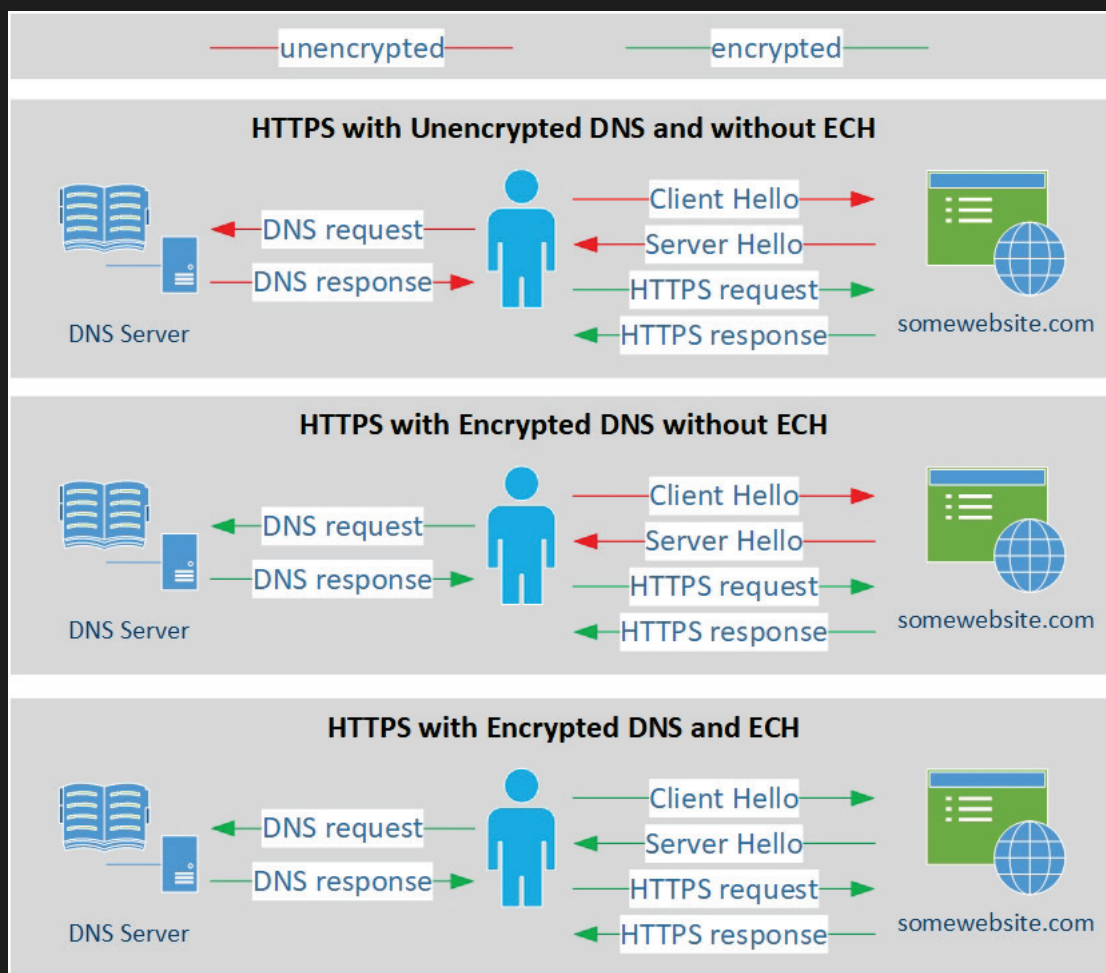 unencrypted
encrypted
HTTPS with Unencrypted DNS and without ECH
Client Hello
DNS request
Server Hello
DNS response
HTTPS request
HTTPS response
DNS Server
somewebsite.com
HTTPS with Encrypted DNS without ECH
Client Hello
DNS request
Server Hello
DNS response
HTTPS request
HTTPS response
DNS Server
somewebsite.com
HTTPS with Encrypted DNS and ECH
Client Hello
DNS request
Server Hello
DNS response
HTTPS request
HTTPS response
DNS Server
somewebsite.com